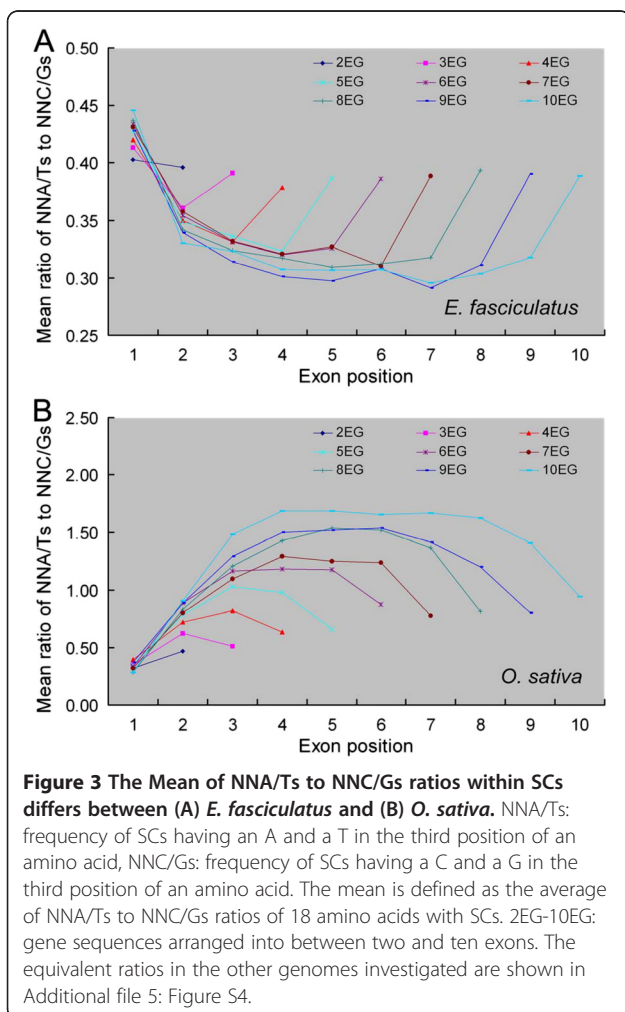 A
Mean ratio of NNA/Ts to NNC/Gs
0.50
0.45
0.40
0.35
0.30
0.25
2EG 3EG 4EG
5EG 6EG 7EG
8EG 9EG 10EG
E. fasciculatus
1 2 3 4 5 6 7 8 9 10
Exon position
B
Mean ratio of NNA/Ts to NNC/Gs
2.50
2.00
1.50
1.00
0.50
0.00
2EG 3EG 4EG
5EG 6EG 7EG
8EG 9EG 10EG
O. sativa
1 2 3 4 5 6 7 8 9 10
Exon position
Figure 3 The Mean of NNA/Ts to NNC/Gs ratios within SCs
differs between (A) E. fasciculatus and (B) O. sativa. NNA/Ts:
frequency of SCs having an A and a T in the third position of an
amino acid, NNC/Gs: frequency of SCs having a C and a G in the
third position of an amino acid. The mean is defined as the average
of NNA/Ts to NNC/Gs ratios of 18 amino acids with SCs. 2EG-10EG:
gene sequences arranged into between two and ten exons. The
equivalent ratios in the other genomes investigated are shown in
Additional file 5: Figure S4.